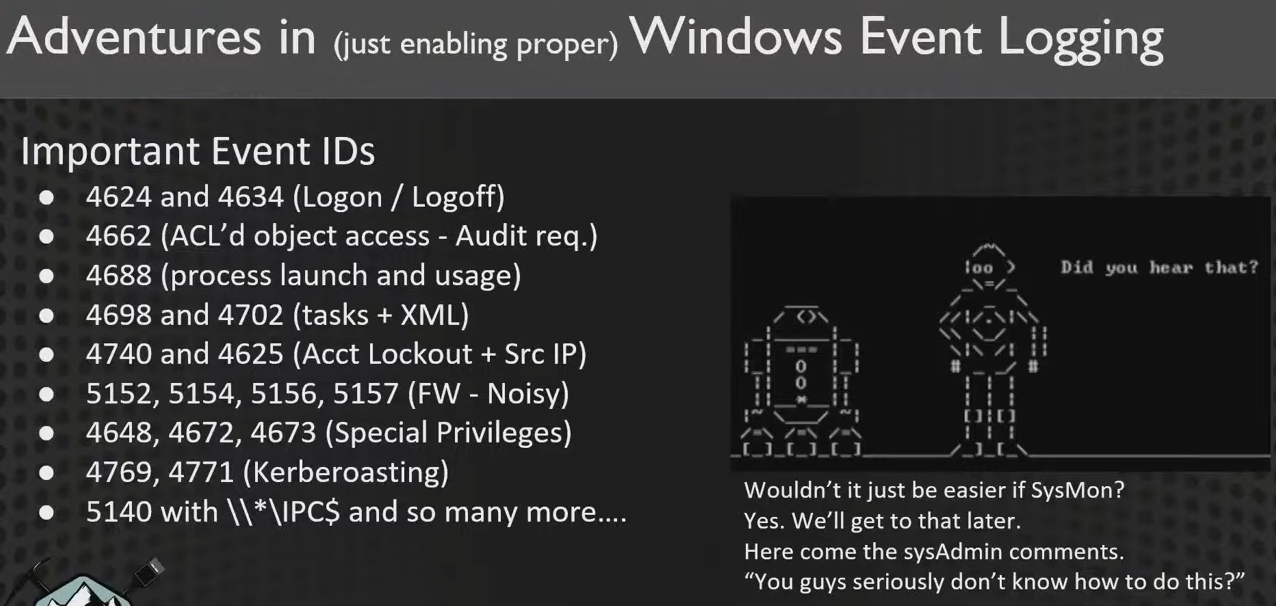 Adventures in (just enabling proper) Windows Event Logging
Important Event IDs
● 4624 and 4634 (Logon / Logoff)
● 4662 (ACL’d object access - Audit req.)
● 4688 (process launch and usage)
● 4698 and 4702 (tasks + XML)
● 4740 and 4625 (Acct Lockout + Src IP)
● 5152, 5154, 5156, 5157 (FW - Noisy)
● 4648, 4672, 4673 (Special Privileges)
● 4769, 4771 (Kerberoasting)
● 5140 with \\*\IPC$ and so many more....
Did you hear that?
Wouldn’t it just be easier if SysMon?
Yes. We’ll get to that later.
Here come the sysAdmin comments.
“You guys seriously don’t know how to do this?”